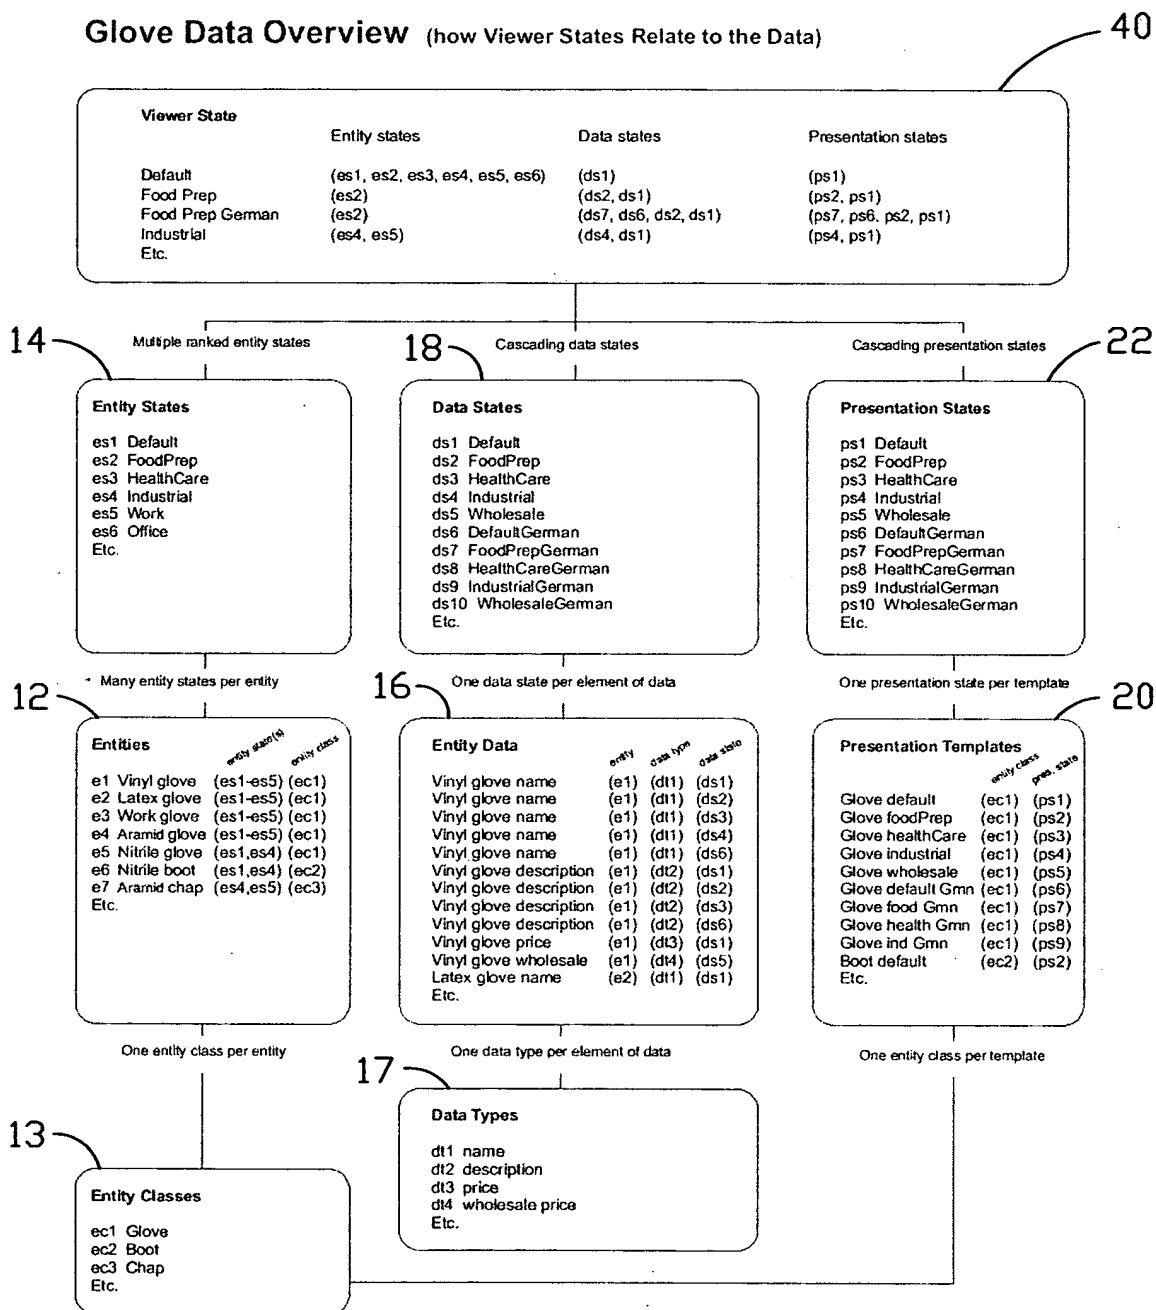 Glove Data Overview (how Viewer States Relate to the Data)
40
Viewer State
Entity states Data states Presentation states
Default (es1, es2, es3, es4, es5, es6) (ds1) (ps1)
Food Prep (es2) (ds2, ds1) (ps2, ps1)
Food Prep German (es2) (ds7, ds6, ds2, ds1) (ps7, ps6, ps2, ps1)
Industrial (es4, es5) (ds4, ds1) (ps4, ps1)
Etc.
Multiple ranked entity states
Cascading data states
Cascading presentation states
14
Entity States
es1 Default
es2 FoodPrep
es3 HealthCare
es4 Industrial
es5 Work
es6 Office
Etc.
18
Data States
ds1 Default
ds2 FoodPrep
ds3 HealthCare
ds4 Industrial
ds5 Wholesale
ds6 DefaultGerman
ds7 FoodPrepGerman
ds8 HealthCareGerman
ds9 IndustrialGerman
ds10 WholesaleGerman
Etc.
22
Presentation States
ps1 Default
ps2 FoodPrep
ps3 HealthCare
ps4 Industrial
ps5 Wholesale
ps6 DefaultGerman
ps7 FoodPrepGerman
ps8 HealthCareGerman
ps9 IndustrialGerman
ps10 WholesaleGerman
Etc.
Many entity states per entity
One data state per element of data
One presentation state per template
12
Entities entity state(s) entity class
e1 Vinyl glove (es1-es5) (ec1)
e2 Latex glove (es1-es5) (ec1)
e3 Work glove (es1-es5) (ec1)
e4 Aramid glove (es1-es5) (ec1)
e5 Nitrile glove (es1,es4) (ec1)
e6 Nitrile boot (es1,es4) (ec2)
e7 Aramid chap (es4,es5) (ec3)
Etc.
16
Entity Data entity data type data state
Vinyl glove name (e1) (dt1) (ds1)
Vinyl glove name (e1) (dt1) (ds2)
Vinyl glove name (e1) (dt1) (ds3)
Vinyl glove name (e1) (dt1) (ds4)
Vinyl glove name (e1) (dt1) (ds6)
Vinyl glove description (e1) (dt2) (ds1)
Vinyl glove description (e1) (dt2) (ds2)
Vinyl glove description (e1) (dt2) (ds3)
Vinyl glove description (e1) (dt2) (ds6)
Vinyl glove price (e1) (dt3) (ds1)
Vinyl glove wholesale (e1) (dt4) (ds5)
Latex glove name (e2) (dt1) (ds1)
Etc.
20
Presentation Templates
entity class pres. state
Glove default (ec1) (ps1)
Glove foodPrep (ec1) (ps2)
Glove healthCare (ec1) (ps3)
Glove industrial (ec1) (ps4)
Glove wholesale (ec1) (ps5)
Glove default Gmn (ec1) (ps6)
Glove food Gmn (ec1) (ps7)
Glove health Gmn (ec1) (ps8)
Glove ind Gmn (ec1) (ps9)
Boot default (ec2) (ps2)
Etc.
One entity class per entity
One data type per element of data
One entity class per template
17
Data Types
dt1 name
dt2 description
dt3 price
dt4 wholesale price
Etc.
13
Entity Classes
ec1 Glove
ec2 Boot
ec3 Chap
Etc.